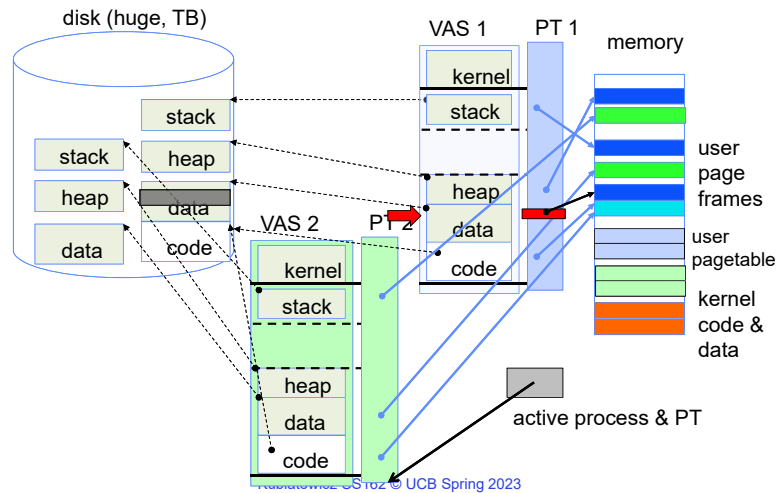 disk (huge, TB)
VAS 1
PT 1
memory
kernel
stack
stack
stack
heap
heap
heap
data
data
data
code
code
user
page
frames
user
pagetable
kernel
code &
data
VAS 2
PT 2
kernel
stack
heap
data
code
active process & PT
CS162 © UCB Spring 2023